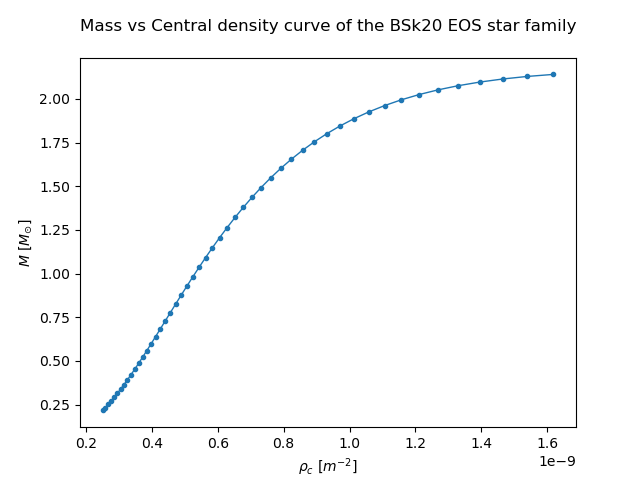 Mass vs Central density curve of the BSk20 EOS star family
2.00
1.75
1.50
1.25
1.00
0.75
0.50
0.25
M [M☉]
0.2 0.4 0.6 0.8 1.0 1.2 1.4 1.6
1e−9
ρc [m⁻²]